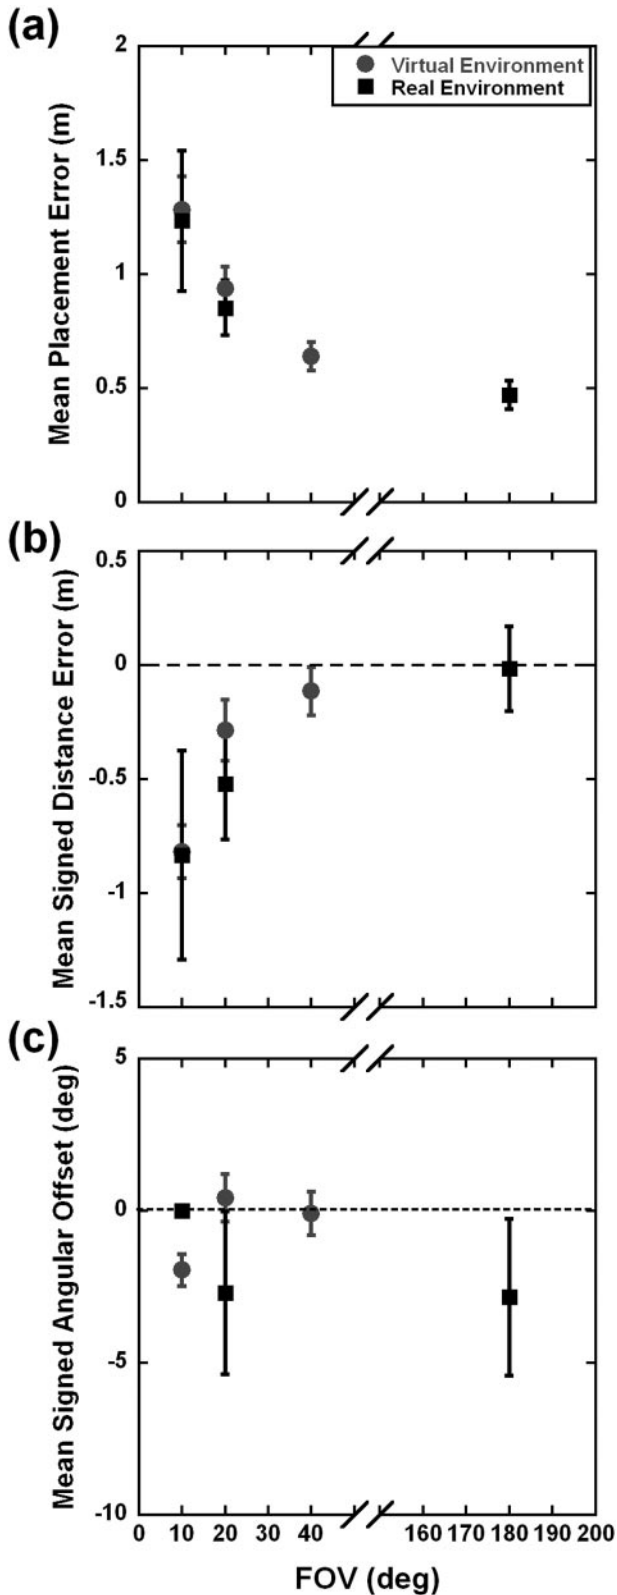 (a)
Mean Placement Error (m)
2
1.5
1
0.5
0
Virtual Environment
Real Environment
(b)
Mean Signed Distance Error (m)
0.5
0
-0.5
-1
-1.5
(c)
Mean Signed Angular Offset (deg)
5
0
-5
-10
0 10 20 30 40 160 170 180 190 200
FOV (deg)